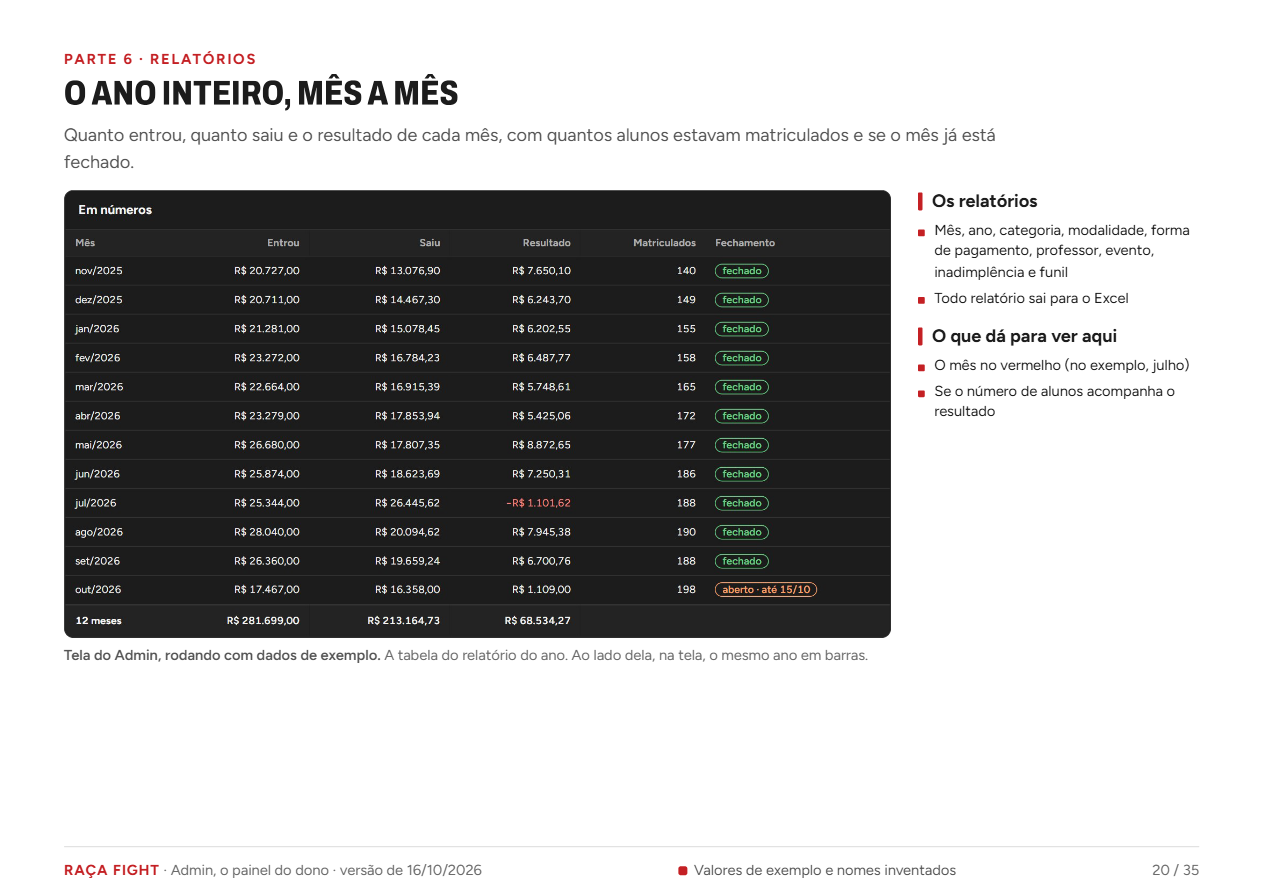 PARTE 6 · RELATÓRIOS
O ANO INTEIRO, MÊS A MÊS
Quanto entrou, quanto saiu e o resultado de cada mês, com quantos alunos estavam matriculados e se o mês já está
fechado.
Em números
Mês Entrou Saiu Resultado Matriculados Fechamento
nov/2025 R$ 20.727,00 R$ 13.076,90 R$ 7.650,10 140 fechado
dez/2025 R$ 20.711,00 R$ 14.467,30 R$ 6.243,70 149 fechado
jan/2026 R$ 21.281,00 R$ 15.078,45 R$ 6.202,55 155 fechado
fev/2026 R$ 23.272,00 R$ 16.784,23 R$ 6.487,77 158 fechado
mar/2026 R$ 22.664,00 R$ 16.915,39 R$ 5.748,61 165 fechado
abr/2026 R$ 23.279,00 R$ 17.853,94 R$ 5.425,06 172 fechado
mai/2026 R$ 26.680,00 R$ 17.807,35 R$ 8.872,65 177 fechado
jun/2026 R$ 25.874,00 R$ 18.623,69 R$ 7.250,31 186 fechado
jul/2026 R$ 25.344,00 R$ 26.445,62 −R$ 1.101,62 188 fechado
ago/2026 R$ 28.040,00 R$ 20.094,62 R$ 7.945,38 190 fechado
set/2026 R$ 26.360,00 R$ 19.659,24 R$ 6.700,76 188 fechado
out/2026 R$ 17.467,00 R$ 16.358,00 R$ 1.109,00 198 aberto · até 15/10
12 meses R$ 281.699,00 R$ 213.164,73 R$ 68.534,27
Tela do Admin, rodando com dados de exemplo. A tabela do relatório do ano. Ao lado dela, na tela, o mesmo ano em barras.
Os relatórios
Mês, ano, categoria, modalidade, forma
de pagamento, professor, evento,
inadimplência e funil
Todo relatório sai para o Excel
O que dá para ver aqui
O mês no vermelho (no exemplo, julho)
Se o número de alunos acompanha o
resultado
RAÇA FIGHT · Admin, o painel do dono · versão de 16/10/2026
Valores de exemplo e nomes inventados
20 / 35